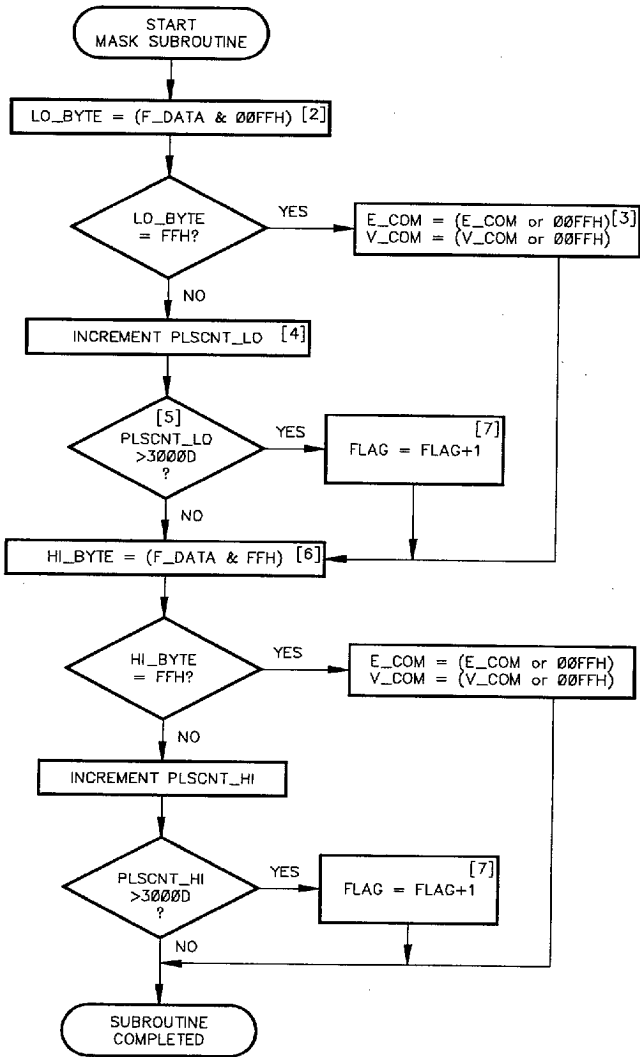 START
MASK SUBROUTINE
LO_BYTE = (F_DATA & ØØFFH) [2]
LO_BYTE
= FFH?
YES
E_COM = (E_COM or ØØFFH) [3]
V_COM = (V_COM or ØØFFH)
NO
INCREMENT PLSCNT_LO [4]
[5]
PLSCNT_LO
>3ØØØD
?
YES
[7]
FLAG = FLAG+1
NO
HI_BYTE = (F_DATA & FFH) [6]
HI_BYTE
= FFH?
YES
E_COM = (E_COM or ØØFFH)
V_COM = (V_COM or ØØFFH)
NO
INCREMENT PLSCNT_HI
PLSCNT_HI
>3ØØØD
?
YES
[7]
FLAG = FLAG+1
NO
SUBROUTINE
COMPLETED